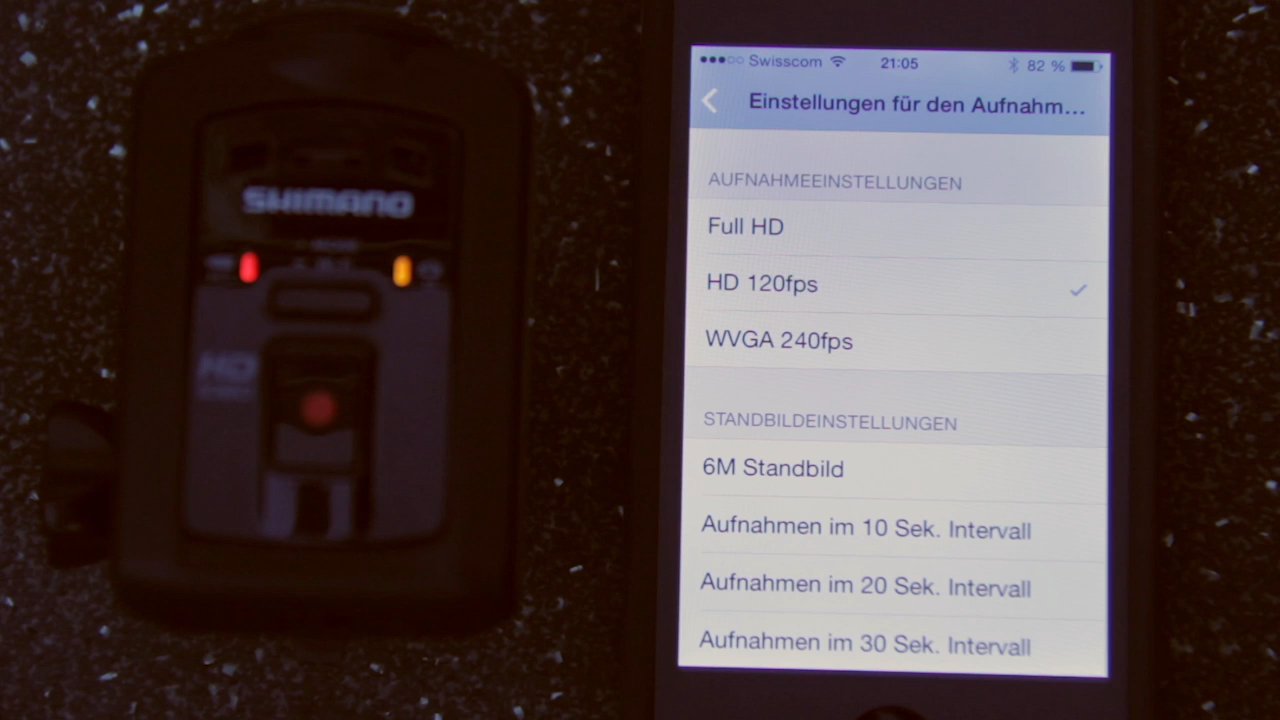 SHIMANO
HD
Swisscom 21:05 82 %
Einstellungen für den Aufnahm...
AUFNAHMEEINSTELLUNGEN
Full HD
HD 120fps
WVGA 240fps
STANDBILDEINSTELLUNGEN
6M Standbild
Aufnahmen im 10 Sek. Intervall
Aufnahmen im 20 Sek. Intervall
Aufnahmen im 30 Sek. Intervall